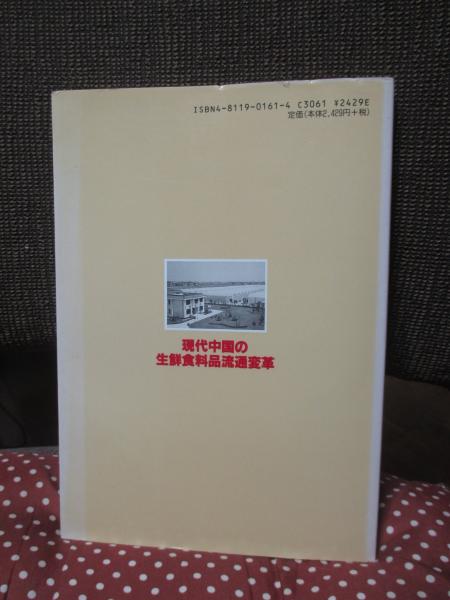 ISBN4-8119-0161-4 C3061 ¥2429E
定価(本体2,429円+税)
現代中国の
生鮮食料品流通変革